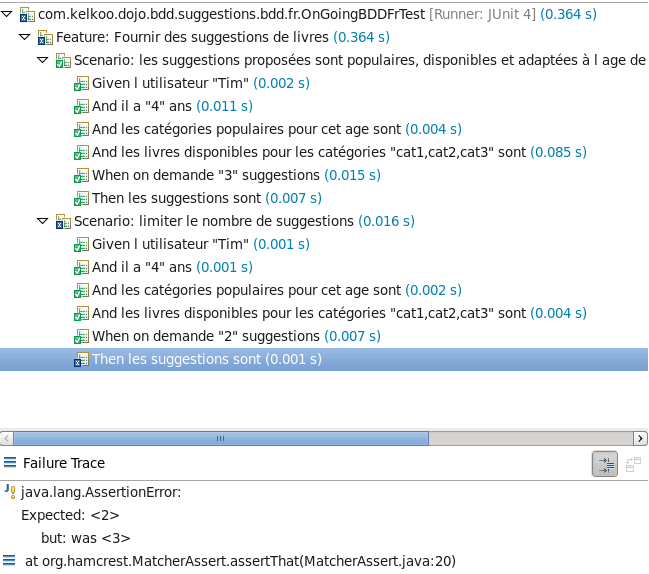 com.kelkoo.dojo.bdd.suggestions.bdd.fr.OnGoingBDDFrTest [Runner: JUnit 4] (0.364 s)
Feature: Fournir des suggestions de livres (0.364 s)
Scenario: les suggestions proposées sont populaires, disponibles et adaptées à l age de
Given l utilisateur "Tim" (0.002 s)
And il a "4" ans (0.011 s)
And les catégories populaires pour cet age sont (0.004 s)
And les livres disponibles pour les catégories "cat1,cat2,cat3" sont (0.085 s)
When on demande "3" suggestions (0.015 s)
Then les suggestions sont (0.007 s)
Scenario: limiter le nombre de suggestions (0.016 s)
Given l utilisateur "Tim" (0.001 s)
And il a "4" ans (0.001 s)
And les catégories populaires pour cet age sont (0.002 s)
And les livres disponibles pour les catégories "cat1,cat2,cat3" sont (0.004 s)
When on demande "2" suggestions (0.007 s)
Then les suggestions sont (0.001 s)
Failure Trace
java.lang.AssertionError:
Expected: <2>
but: was <3>
at org.hamcrest.MatcherAssert.assertThat(MatcherAssert.java:20)